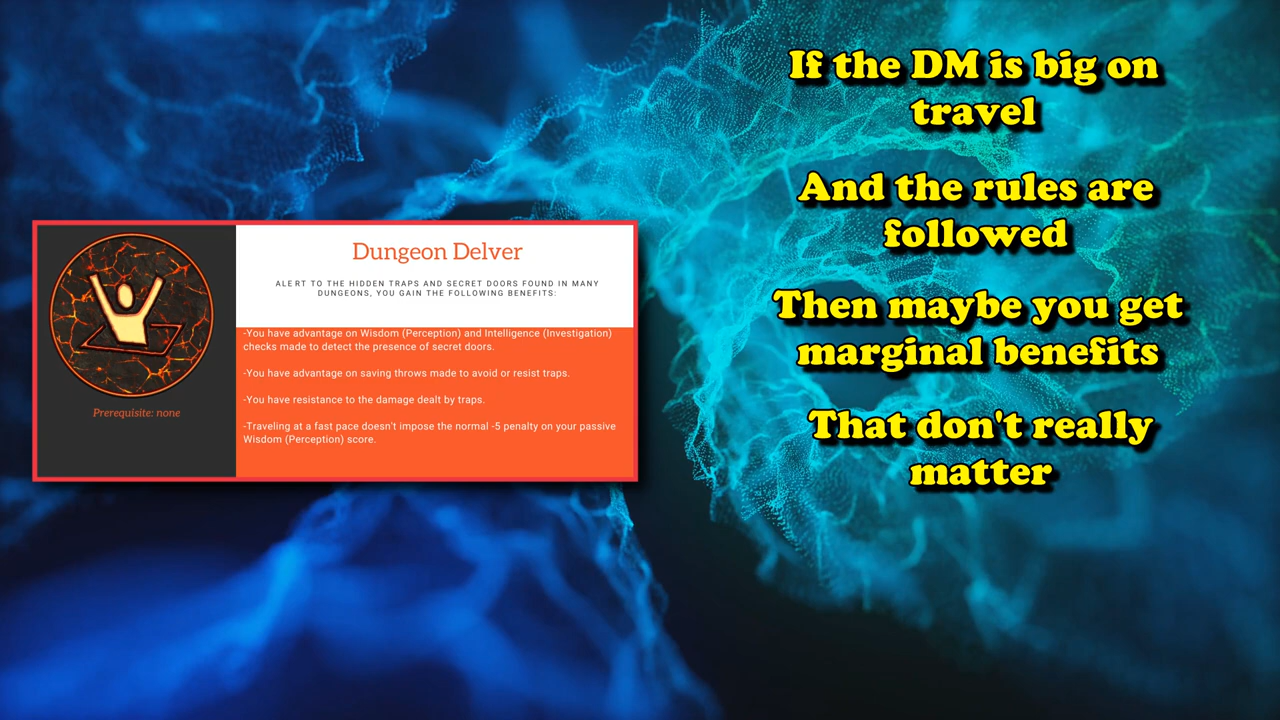 Dungeon Delver
ALERT TO THE HIDDEN TRAPS AND SECRET DOORS FOUND IN MANY
DUNGEONS, YOU GAIN THE FOLLOWING BENEFITS:
-You have advantage on Wisdom (Perception) and Intelligence (Investigation)
checks made to detect the presence of secret doors.
-You have advantage on saving throws made to avoid or resist traps.
-You have resistance to the damage dealt by traps.
-Traveling at a fast pace doesn't impose the normal -5 penalty on your passive
Wisdom (Perception) score.
Prerequisite: none
If the DM is big on
travel
And the rules are
followed
Then maybe you get
marginal benefits
That don't really
matter